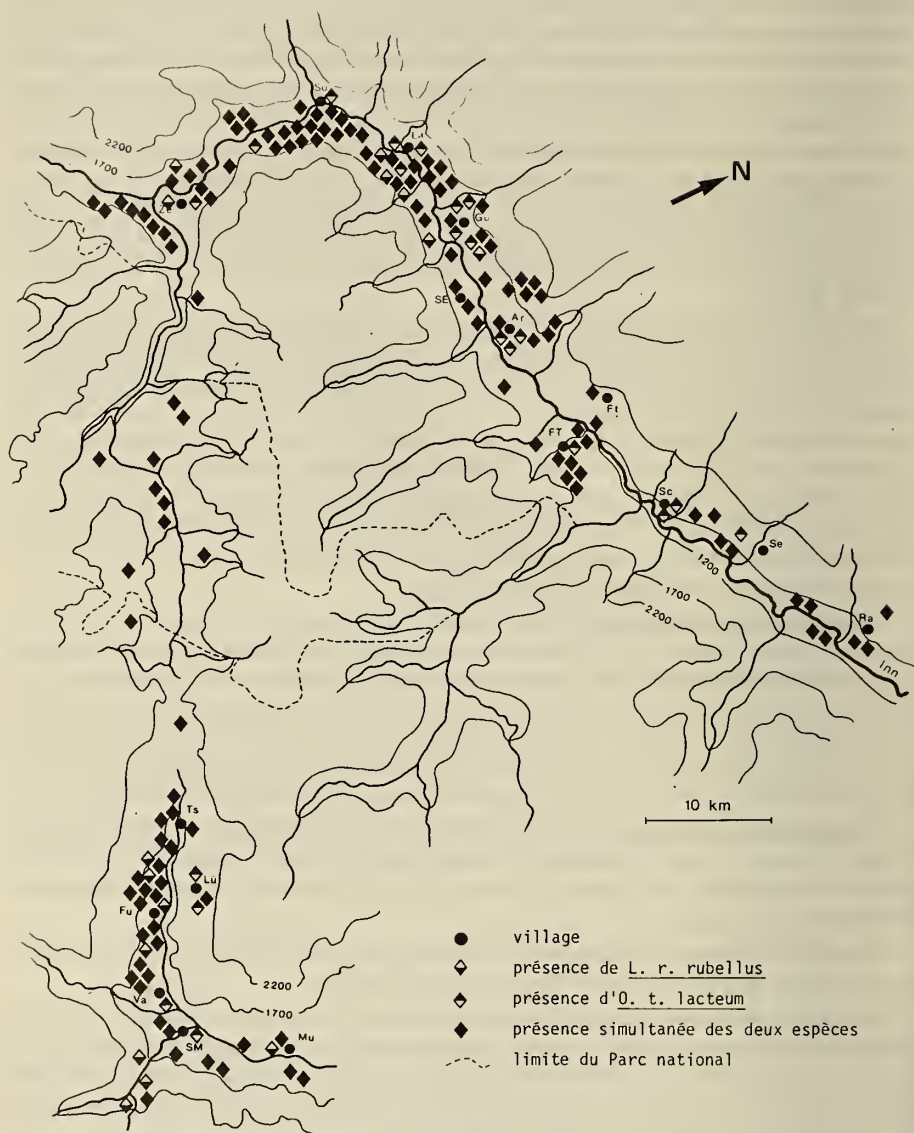 Su
2200
1700
La
N
Ze
Gu
SE
Ar
Ft
FT
Sc
Se
1200
1700
2200
Ra
Inn
10 km
Ts
Lü
Fu
2200
1700
Va
SM
Mu
village
présence de L. r. rubellus
présence d'O. t. lacteum
présence simultanée des deux espèces
limite du Parc national